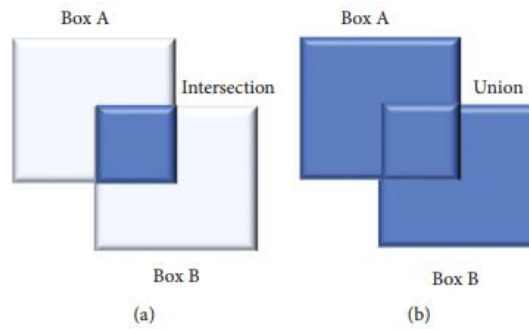 Box A
Intersection
Box B
(a)
Box A
Union
Box B
(b)